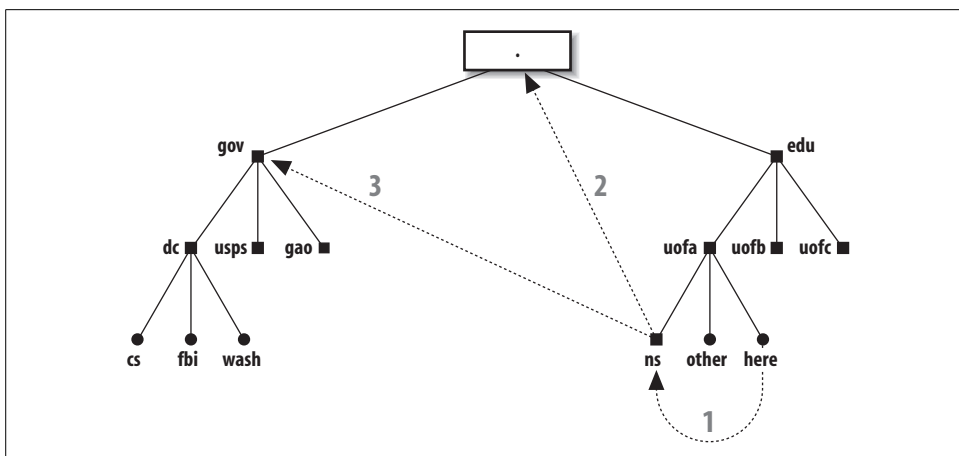 .
gov
edu
3
2
dc usps gao
uofa uofb uofc
cs fbi wash
ns other here
1